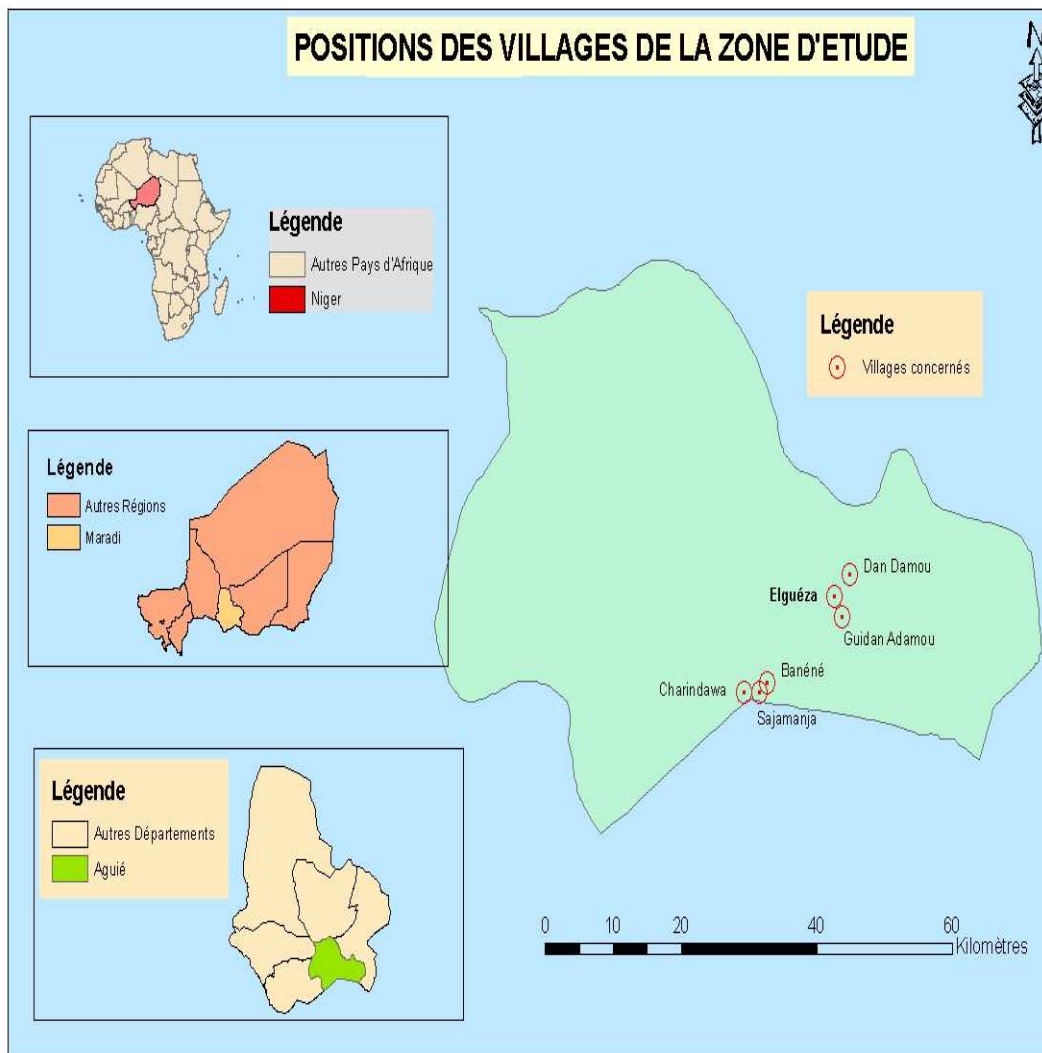 POSITIONS DES VILLAGES DE LA ZONE D'ETUDE
N
Légende
Autres Pays d'Afrique
Niger
Légende
Villages concernés
Légende
Autres Régions
Maradi
Dan Damou
Elguéza
Guidan Adamou
Banéné
Charindawa
Sajamanja
Légende
Autres Départements
Aguié
0 10 20 40 60
Kilomètres